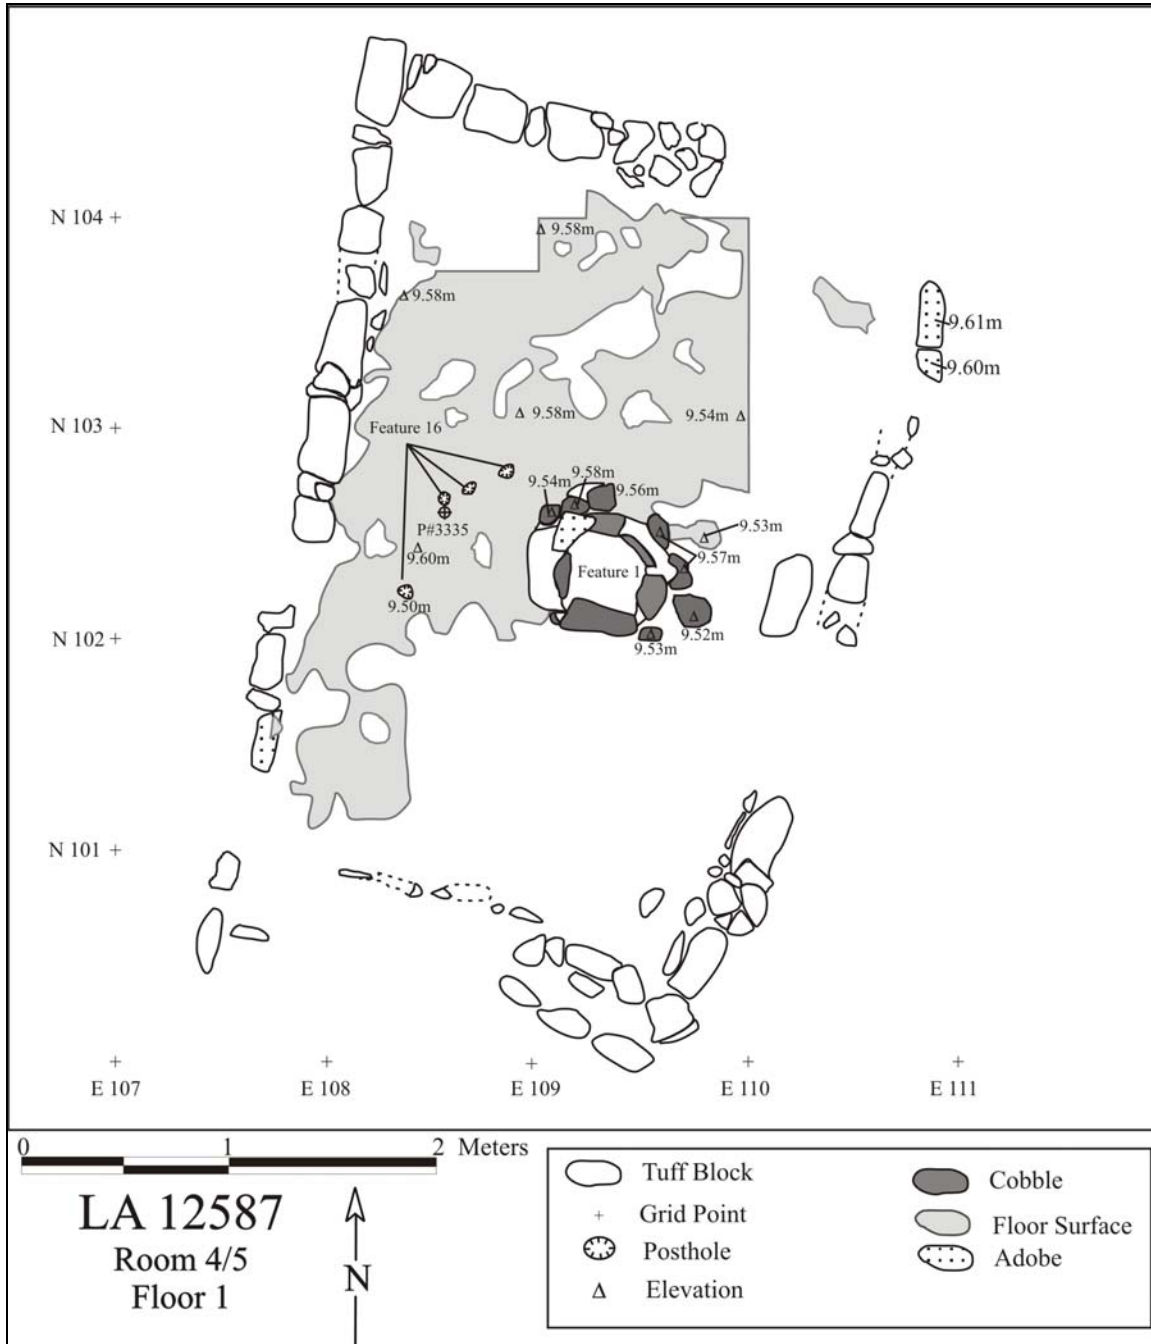 N 104
9.58m
9.58m
9.61m
9.60m
9.58m
9.54m
N 103
Feature 16
9.58m
9.54m
9.56m
P#3335
9.53m
9.60m
9.57m
Feature 1
9.50m
9.52m
N 102
9.53m
N 101
E 107
E 108
E 109
E 110
E 111
0 1 2 Meters
LA 12587
Room 4/5
Floor 1
N
Tuff Block
Grid Point
Posthole
Elevation
Cobble
Floor Surface
Adobe